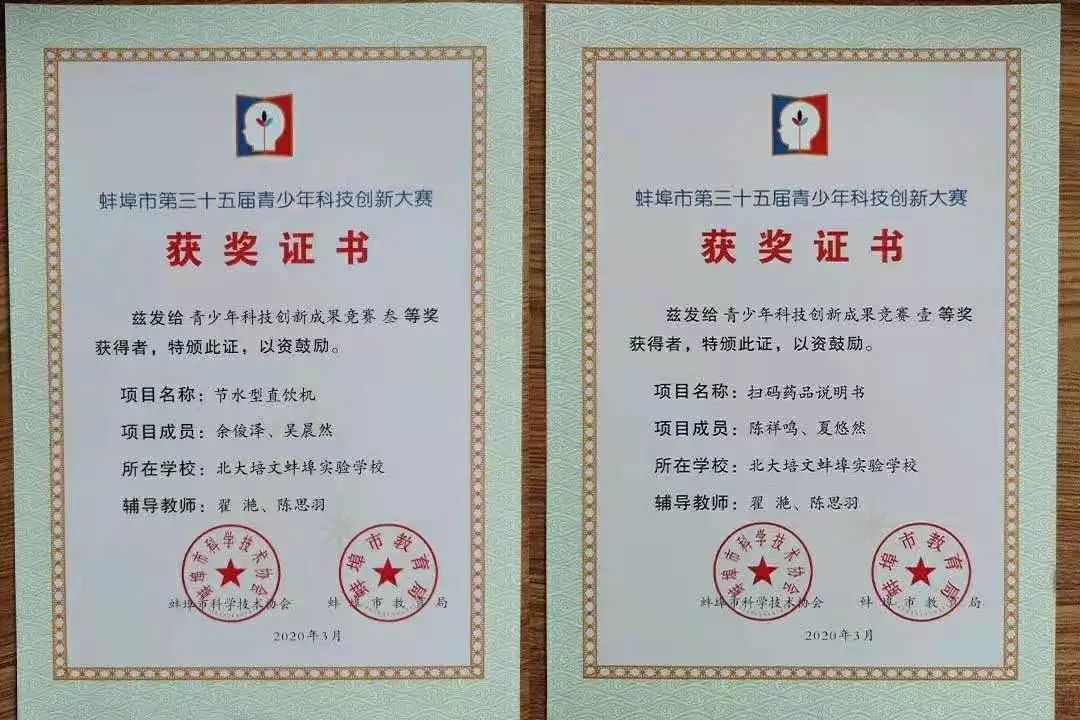 蚌埠市第三十五届青少年科技创新大赛
获奖证书
兹发给 青少年科技创新成果竞赛 叁 等奖
获得者，特颁此证，以资鼓励。
项目名称：节水型直饮机
项目成员：余俊泽、吴晨然
所在学校：北大培文蚌埠实验学校
辅导教师：翟 滟、陈思羽
蚌埠市科学技术协会
蚌埠市教育局
蚌埠市科学技术协会
蚌埠市教育局
2020年3月
蚌埠市第三十五届青少年科技创新大赛
获奖证书
兹发给 青少年科技创新成果竞赛 壹 等奖
获得者，特颁此证，以资鼓励。
项目名称：扫码药品说明书
项目成员：陈祥鸣、夏悠然
所在学校：北大培文蚌埠实验学校
辅导教师：翟 滟、陈思羽
蚌埠市科学技术协会
蚌埠市教育局
蚌埠市科学技术协会
蚌埠市教育局
2020年3月